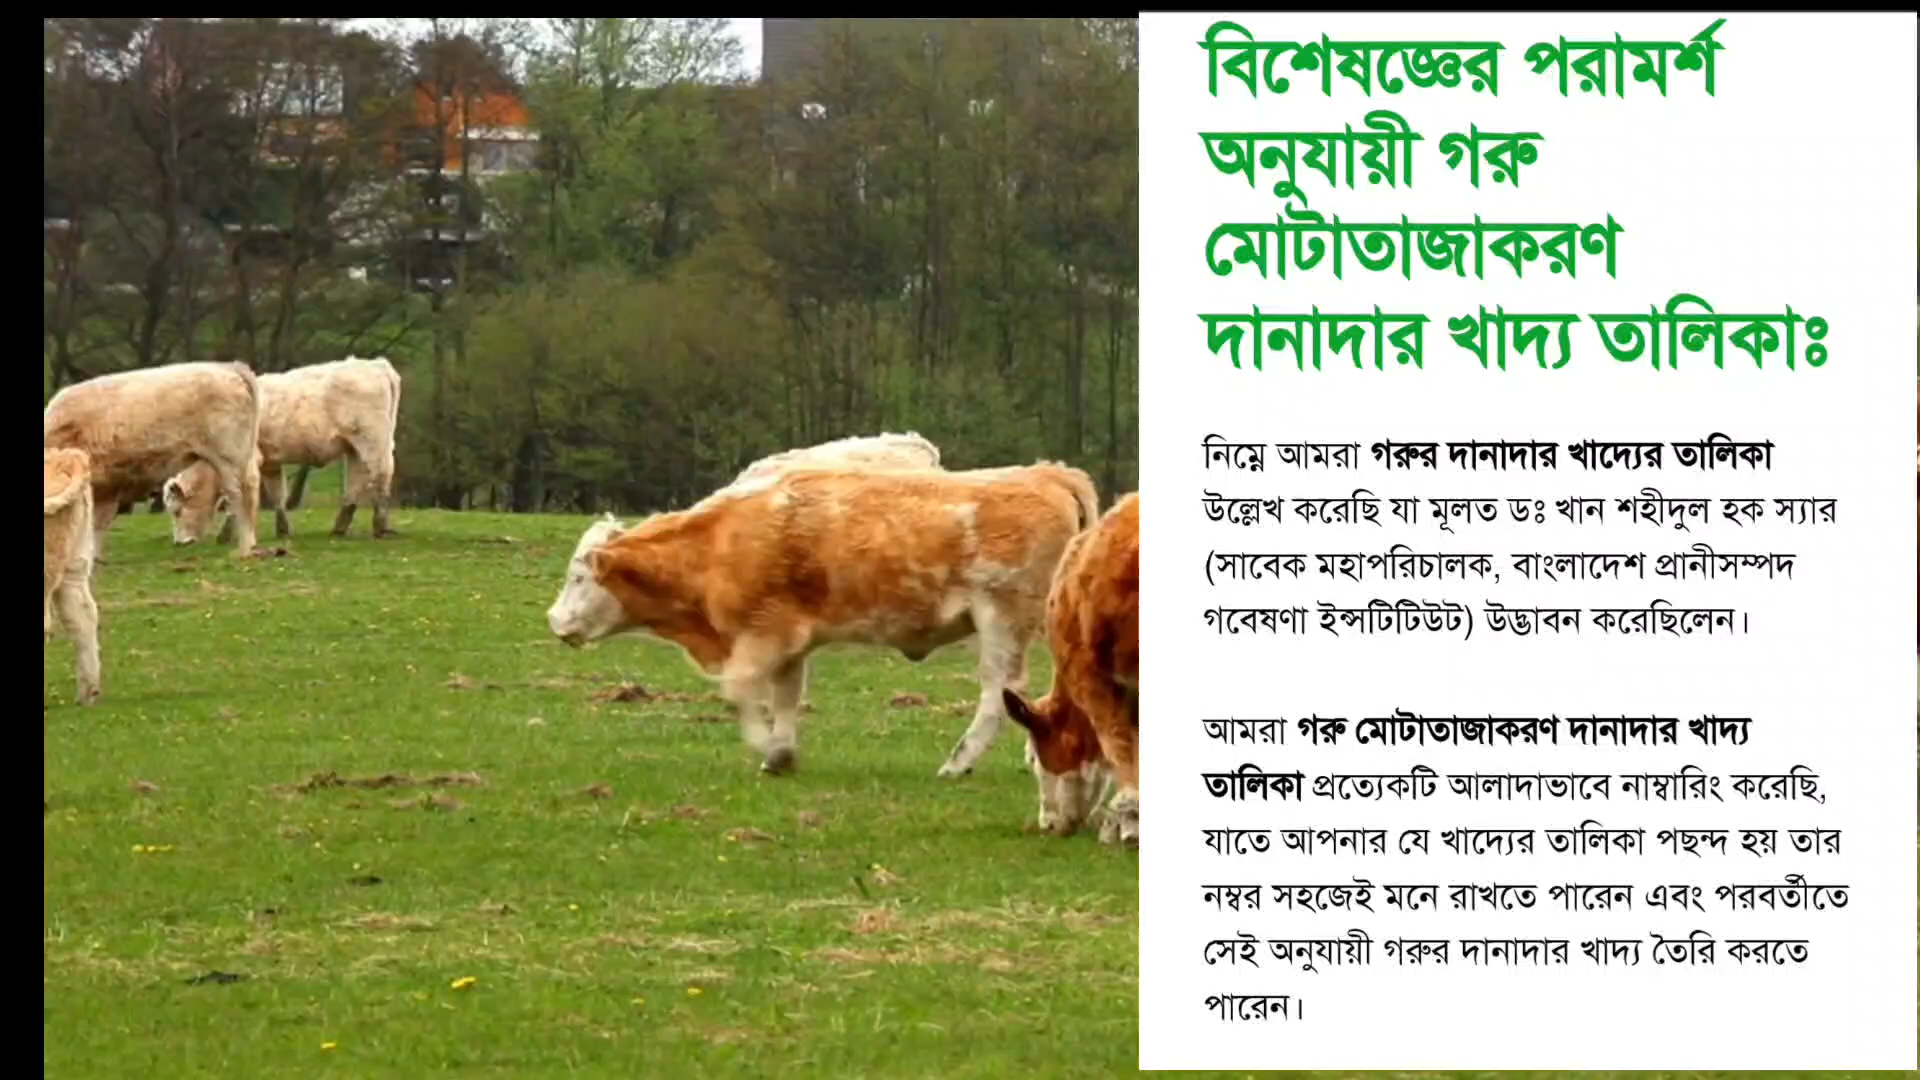 বিশেষজ্ঞের পরামর্শ
অনুযায়ী গরু
মোটাতাজাকরণ
দানাদার খাদ্য তালিকাঃ
নিম্নে আমরা গরুর দানাদার খাদ্যের তালিকা
উল্লেখ করেছি যা মূলত ডঃ খান শহীদুল হক স্যার
(সাবেক মহাপরিচালক, বাংলাদেশ প্রানীসম্পদ
গবেষণা ইন্সটিটিউট) উদ্ভাবন করেছিলেন।
আমরা গরু মোটাতাজাকরণ দানাদার খাদ্য
তালিকা প্রত্যেকটি আলাদাভাবে নাম্বারিং করেছি,
যাতে আপনার যে খাদ্যের তালিকা পছন্দ হয় তার
নম্বর সহজেই মনে রাখতে পারেন এবং পরবর্তীতে
সেই অনুযায়ী গরুর দানাদার খাদ্য তৈরি করতে
পারেন।